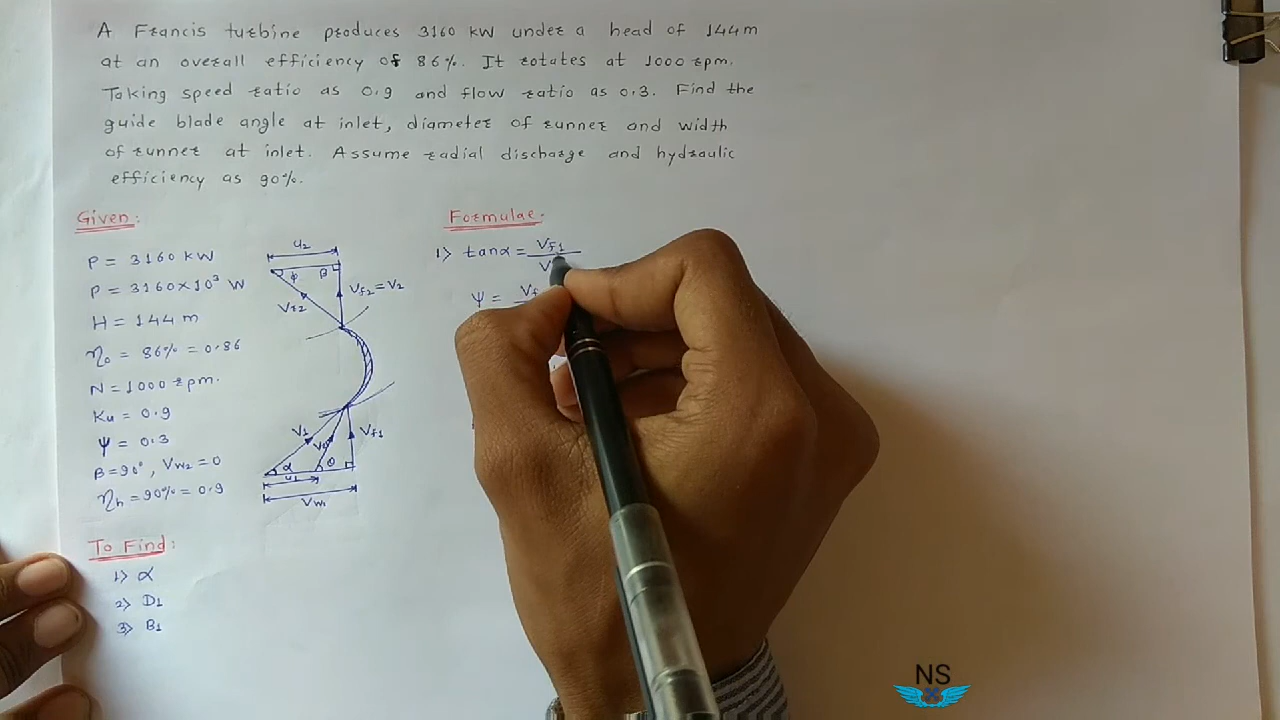 A Francis turbine produces 3160 kW under a head of 144m
at an overall efficiency of 86%. It rotates at 1000 rpm.
Taking speed ratio as 0.9 and flow ratio as 0.3. Find the
guide blade angle at inlet, diameter of runner and width
of runner at inlet. Assume radial discharge and hydraulic
efficiency as 90%.
Given:
P = 3160 kW
P = 3160×10³ W
H = 144 m
ηo = 86% = 0.86
N = 1000 rpm.
Ku = 0.9
Ψ = 0.3
β = 90°, Vw2 = 0
ηh = 90% = 0.9
To Find:
1> α
2> D1
3> B1
u2
φ β
Vr2
Vf2 = V2
V1
Vf1
α θ
u1
Vw1
Formulae:
1> tanα = Vf1
Ψ = Vf
NS